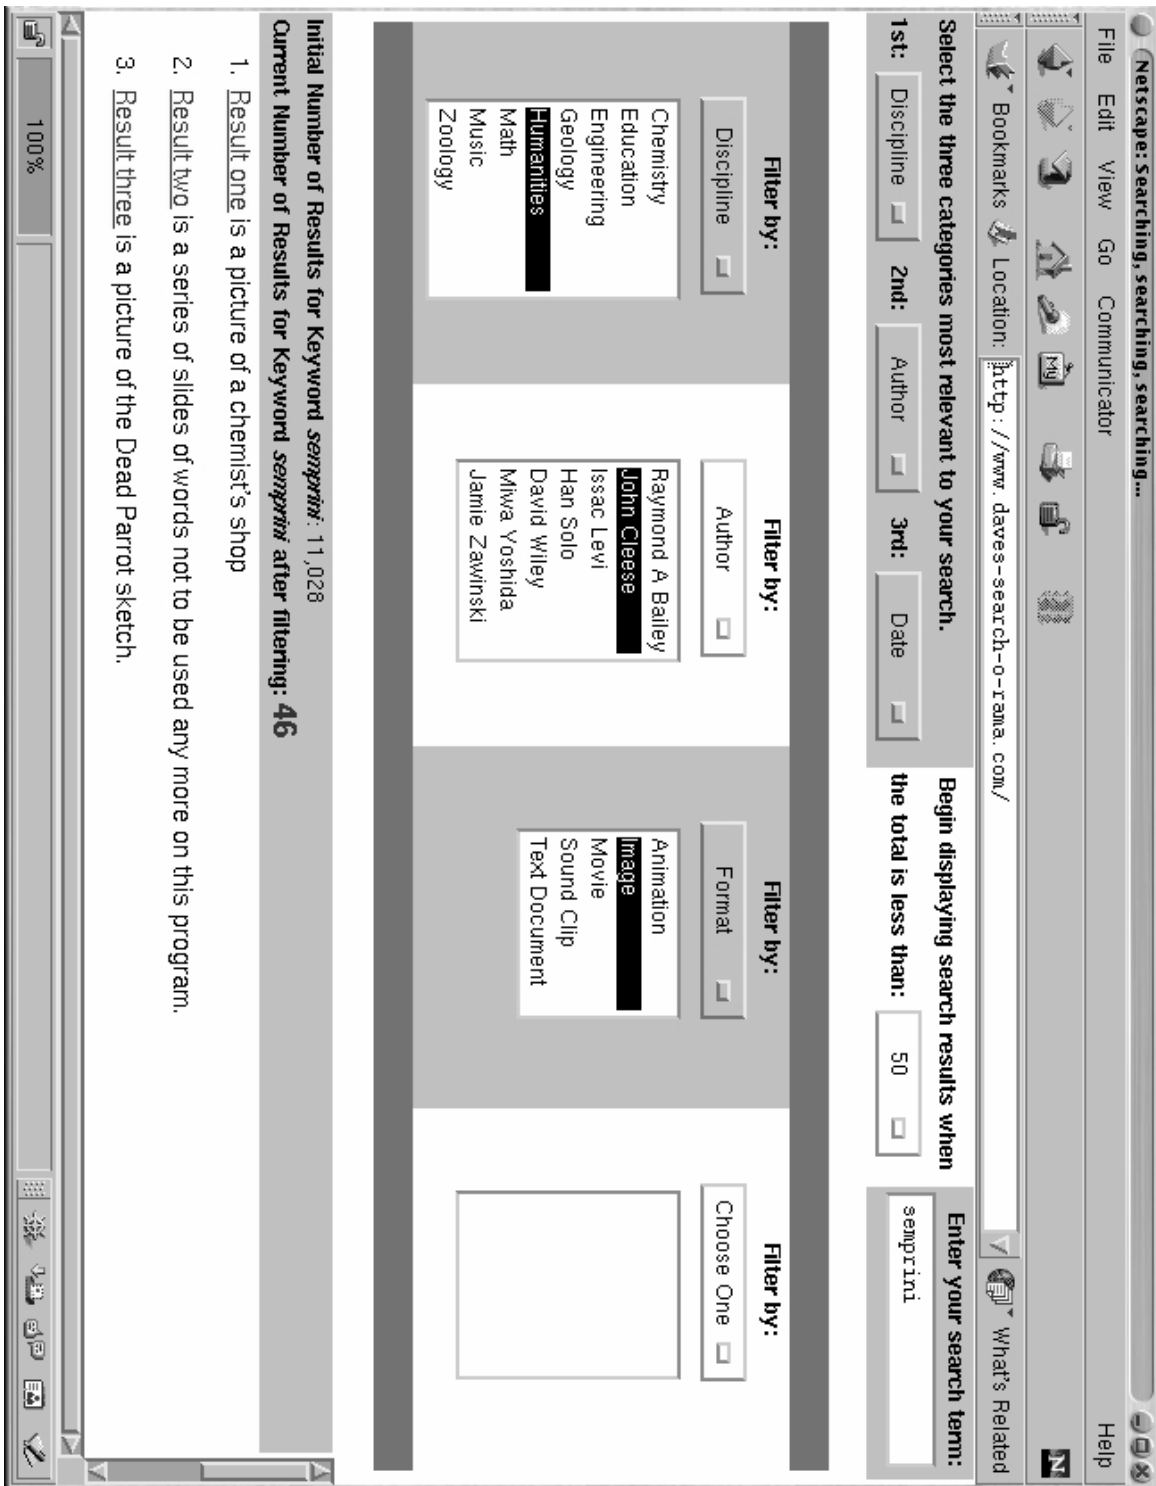 Netscape: Searching, searching, searching...
File Edit View Go Communicator Help
My N
Bookmarks Location: http://www.daves-search-o-rama.com/ What's Related
Select the three categories most relevant to your search.
1st: Discipline 2nd: Author 3rd: Date
Begin displaying search results when
the total is less than: 50
Enter your search term:
semprini
Filter by:
Discipline
Chemistry
Education
Engineering
Geology
Humanities
Math
Music
Zoology
Filter by:
Author
Raymond A Bailey
John Cleese
Issac Levi
Han Solo
David Wiley
Miwa Yoshida
Jamie Zawinski
Filter by:
Format
Animation
Image
Movie
Sound Clip
Text Document
Filter by:
Choose One
Initial Number of Results for Keyword semprini: 11,028
Current Number of Results for Keyword semprini after filtering: 46
1. Result one is a picture of a chemist's shop
2. Result two is a series of slides of words not to be used any more on this program.
3. Result three is a picture of the Dead Parrot sketch.
100%